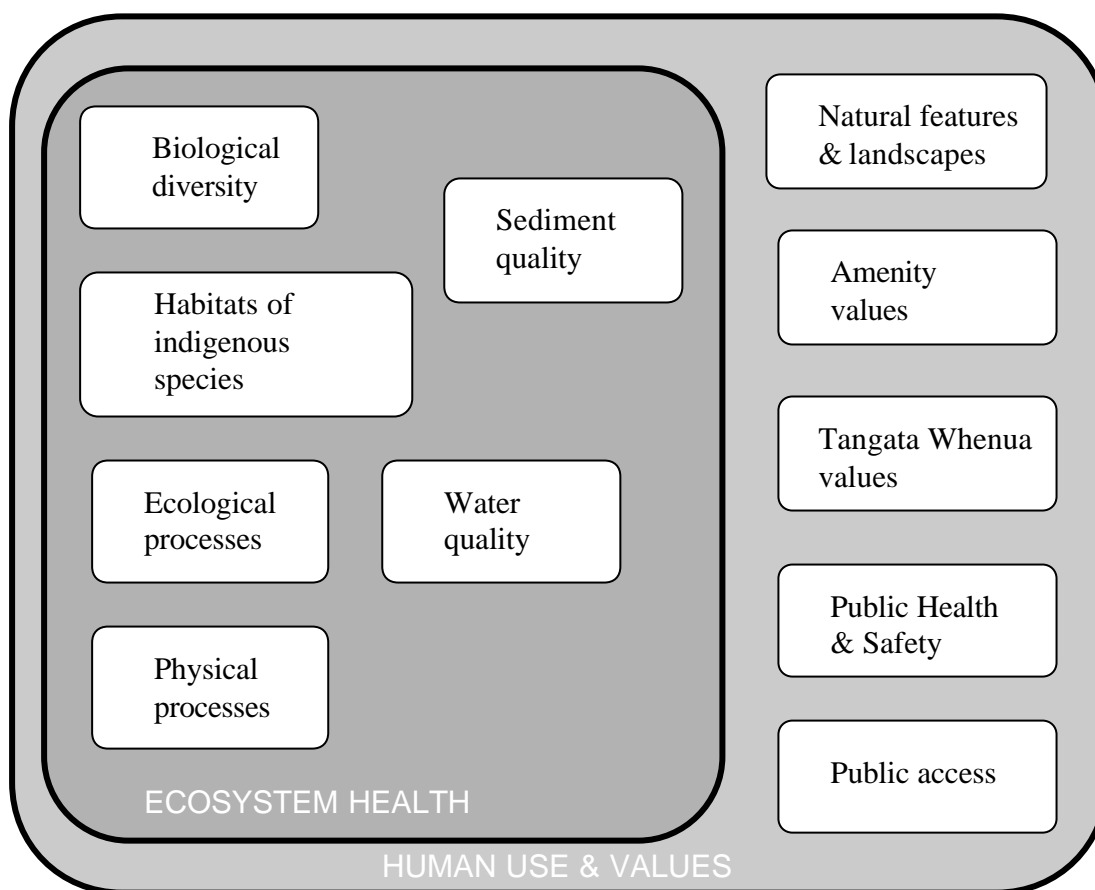 Biological
diversity
Sediment
quality
Habitats of
indigenous
species
Ecological
processes
Water
quality
Physical
processes
ECOSYSTEM HEALTH
Natural features
& landscapes
Amenity
values
Tangata Whenua
values
Public Health
& Safety
Public access
HUMAN USE & VALUES